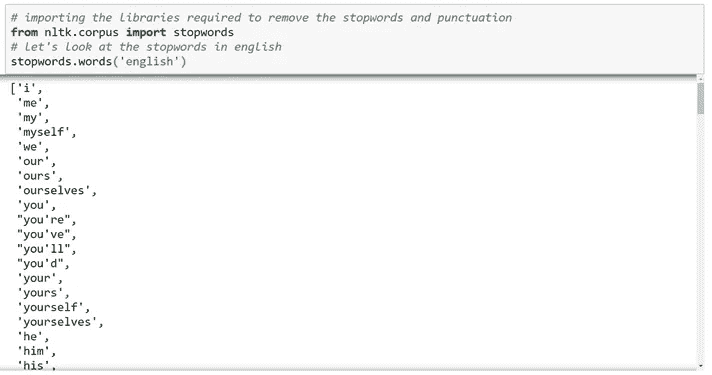 # importing the Libraries required to remove the stopwords and punctuation
from nltk.corpus import stopwords
# Let's look at the stopwords in english
stopwords.words('english')
['i',
'me',
'my',
'myself',
'we',
'our',
'ours',
'ourselves',
'you',
"you're",
"you've",
"you'll",
"you'd",
'your',
'yours',
'yourself',
'yourselves',
'he',
'him',
'his',